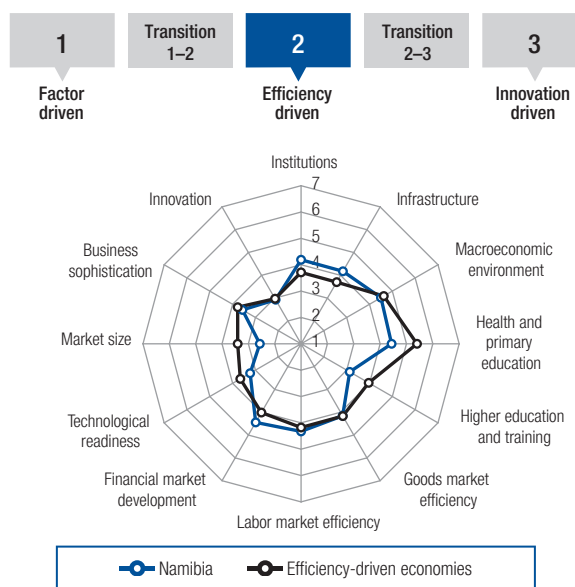 1
Transition
1–2
2
Transition
2–3
3
Factor
driven
Efficiency
driven
Innovation
driven
Institutions
7
6
5
4
3
2
1
Infrastructure
Macroeconomic
environment
Health and
primary
education
Higher education
and training
Goods market
efficiency
Labor market efficiency
Financial market
development
Technological
readiness
Market size
Business
sophistication
Innovation
Namibia
Efficiency-driven economies